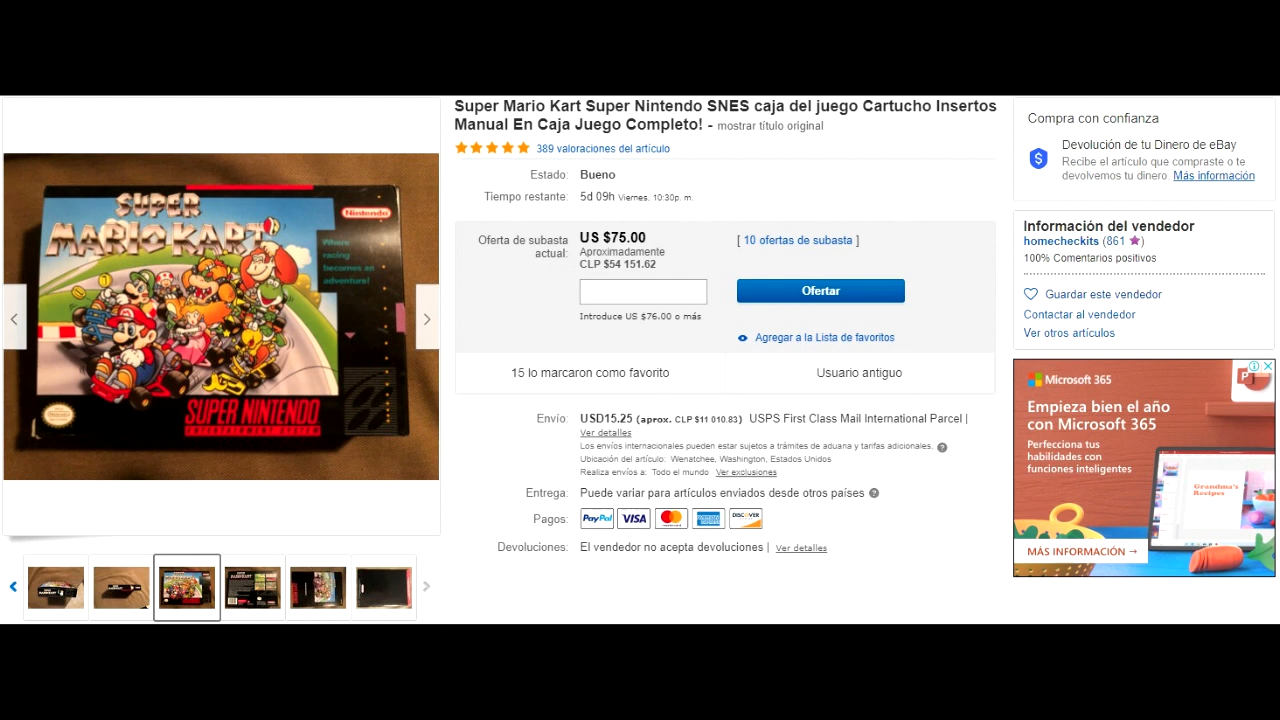 Super Mario Kart Super Nintendo SNES caja del juego Cartucho Insertos
Manual En Caja Juego Completo! - mostrar título original
389 valoraciones del artículo
Estado: Bueno
Tiempo restante: 5d 09h Viernes, 10:30p. m.
Oferta de subasta
actual:
US $75.00
Aproximadamente
CLP $54 151.62
[ 10 ofertas de subasta ]
Ofertar
Introduce US $76.00 o más
Agregar a la Lista de favoritos
15 lo marcaron como favorito
Usuario antiguo
Envío: USD15.25 (aprox. CLP $11 010.83) USPS First Class Mail International Parcel |
Ver detalles
Los envíos internacionales pueden estar sujetos a trámites de aduana y tarifas adicionales. ?
Ubicación del artículo: Wenatchee, Washington, Estados Unidos
Realiza envíos a: Todo el mundo Ver exclusiones
Entrega: Puede variar para artículos enviados desde otros países ?
Pagos: PayPal VISA mastercard AMERICAN EXPRESS DISCOVER
Devoluciones: El vendedor no acepta devoluciones | Ver detalles
SUPER
MARIO KART
Nintendo
Where
racing
becomes an
adventure!
SUPER NINTENDO
ENTERTAINMENT SYSTEM
Compra con confianza
$
Devolución de tu Dinero de eBay
Recibe el artículo que compraste o te
devolvemos tu dinero. Más información
Información del vendedor
homecheckits (861 ★)
100% Comentarios positivos
Guardar este vendedor
Contactar al vendedor
Ver otros artículos
Microsoft 365
P
Empieza bien el año
con Microsoft 365
Perfecciona tus
habilidades con
funciones inteligentes
Grandma's
Recipes
MÁS INFORMACIÓN →